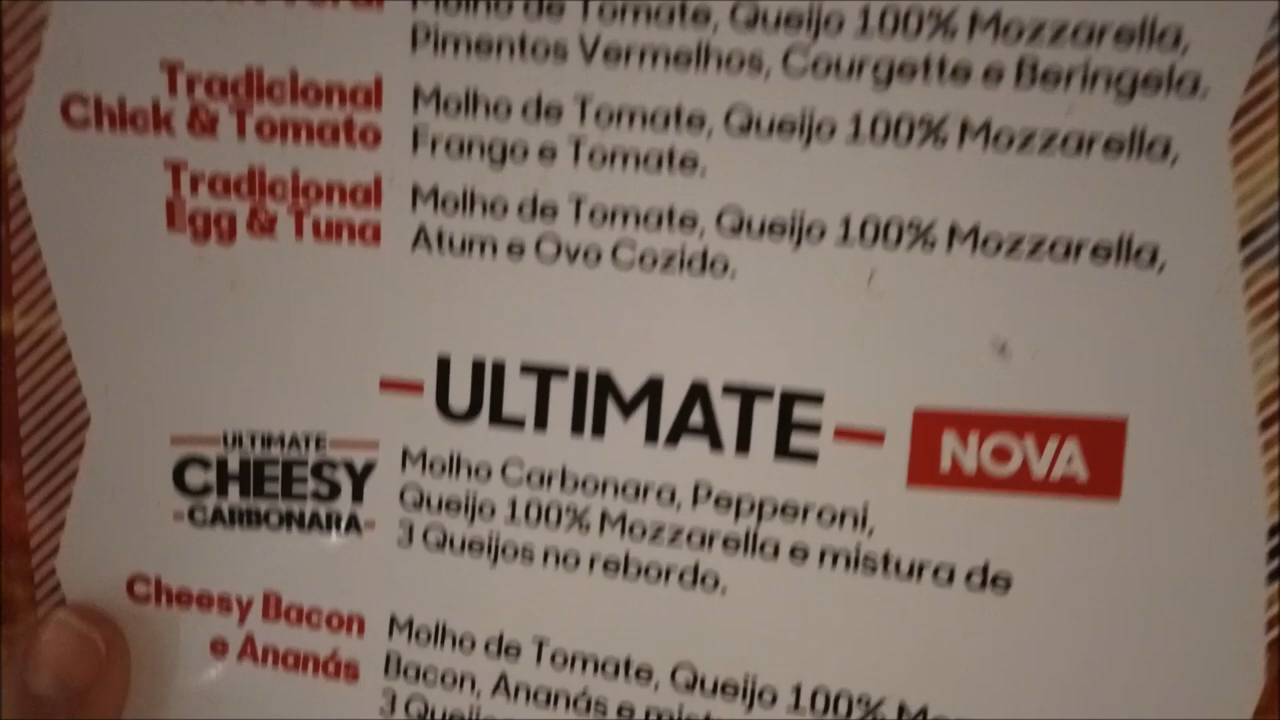 Molho de Tomate, Queijo 100% Mozzarella,
Pimentos Vermelhos, Courgette e Beringela.
Tradicional
Chick & Tomato
Molho de Tomate, Queijo 100% Mozzarella,
Frango e Tomate.
Tradicional
Egg & Tuna
Molho de Tomate, Queijo 100% Mozzarella,
Atum e Ovo Cozido.
ULTIMATE
NOVA
ULTIMATE
CHEESY
CARBONARA
Molho Carbonara, Pepperoni,
Queijo 100% Mozzarella e mistura de
3 Queijos no rebordo.
Cheesy Bacon
e Ananás
Molho de Tomate, Queijo 100%
Bacon, Ananás e
3 Queijos